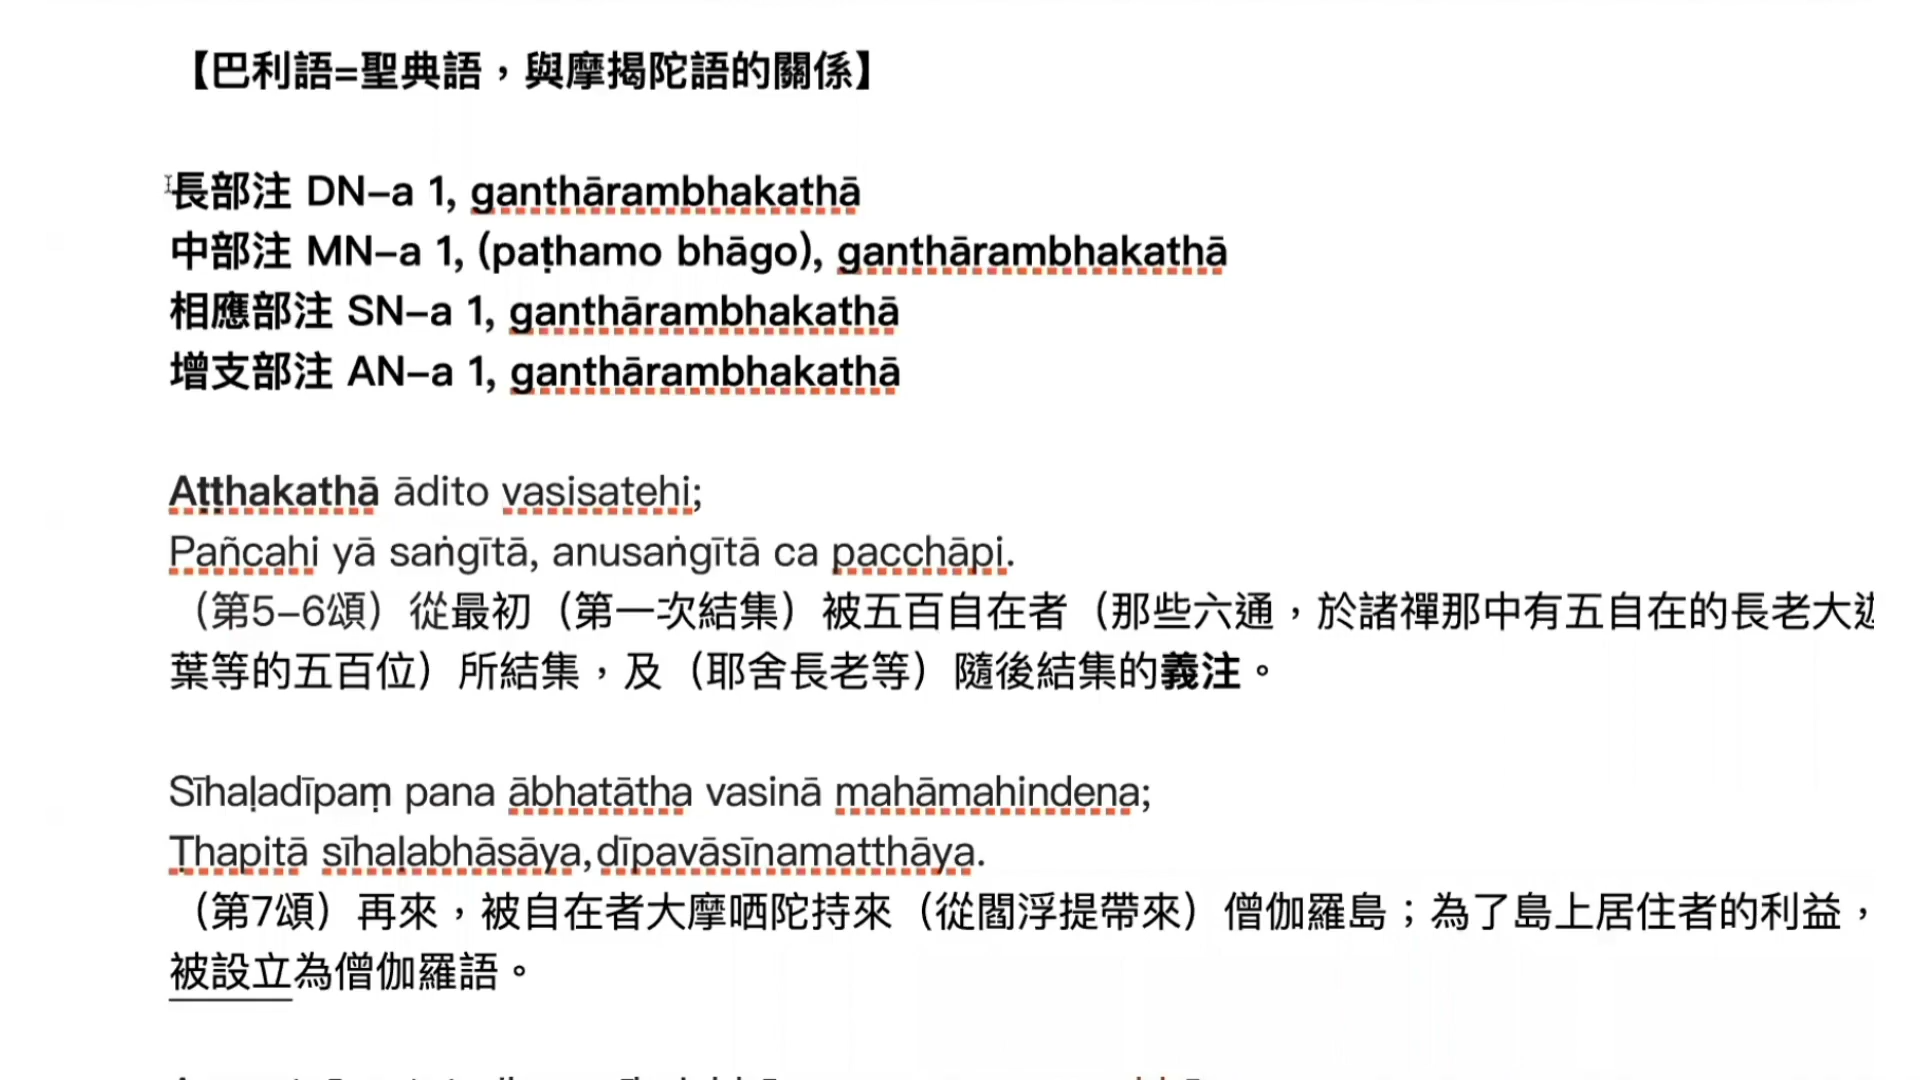 【巴利語=聖典語，與摩揭陀語的關係】
長部注 DN–a 1, ganthārambhakathā
中部注 MN–a 1, (paṭhamo bhāgo), ganthārambhakathā
相應部注 SN–a 1, ganthārambhakathā
增支部注 AN–a 1, ganthārambhakathā
Aṭṭhakathā ādito vasisatehi;
Pañcahi yā saṅgītā, anusaṅgītā ca pacchāpi.
（第5–6頌）從最初（第一次結集）被五百自在者（那些六通，於諸禪那中有五自在的長老大迦
葉等的五百位）所結集，及（耶舍長老等）隨後結集的義注。
Sīhaḷadīpaṃ pana ābhatātha vasinā mahāmahindena;
Ṭhapitā sīhaḷabhāsāya,dīpavāsīnamatthāya.
（第7頌）再來，被自在者大摩哂陀持來（從閻浮提帶來）僧伽羅島；為了島上居住者的利益，
被設立為僧伽羅語。